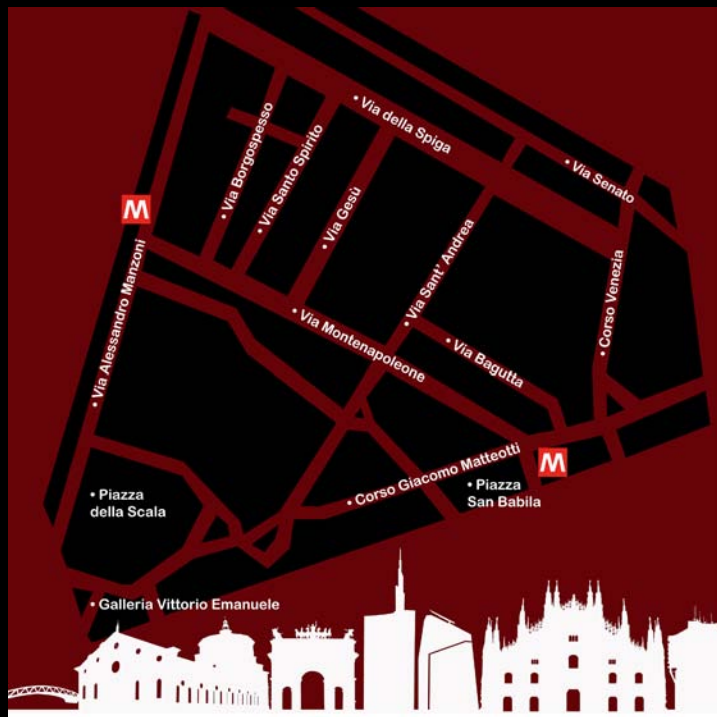 • Via della Spiga
• Via Borgospesso
• Via Santo Spirito
• Via Gesù
• Via Senato
M
• Via Alessandro Manzoni
• Via Sant' Andrea
• Corso Venezia
• Via Montenapoleone
• Via Bagutta
• Corso Giacomo Matteotti
M
• Piazza
della Scala
• Piazza
San Babila
• Galleria Vittorio Emanuele